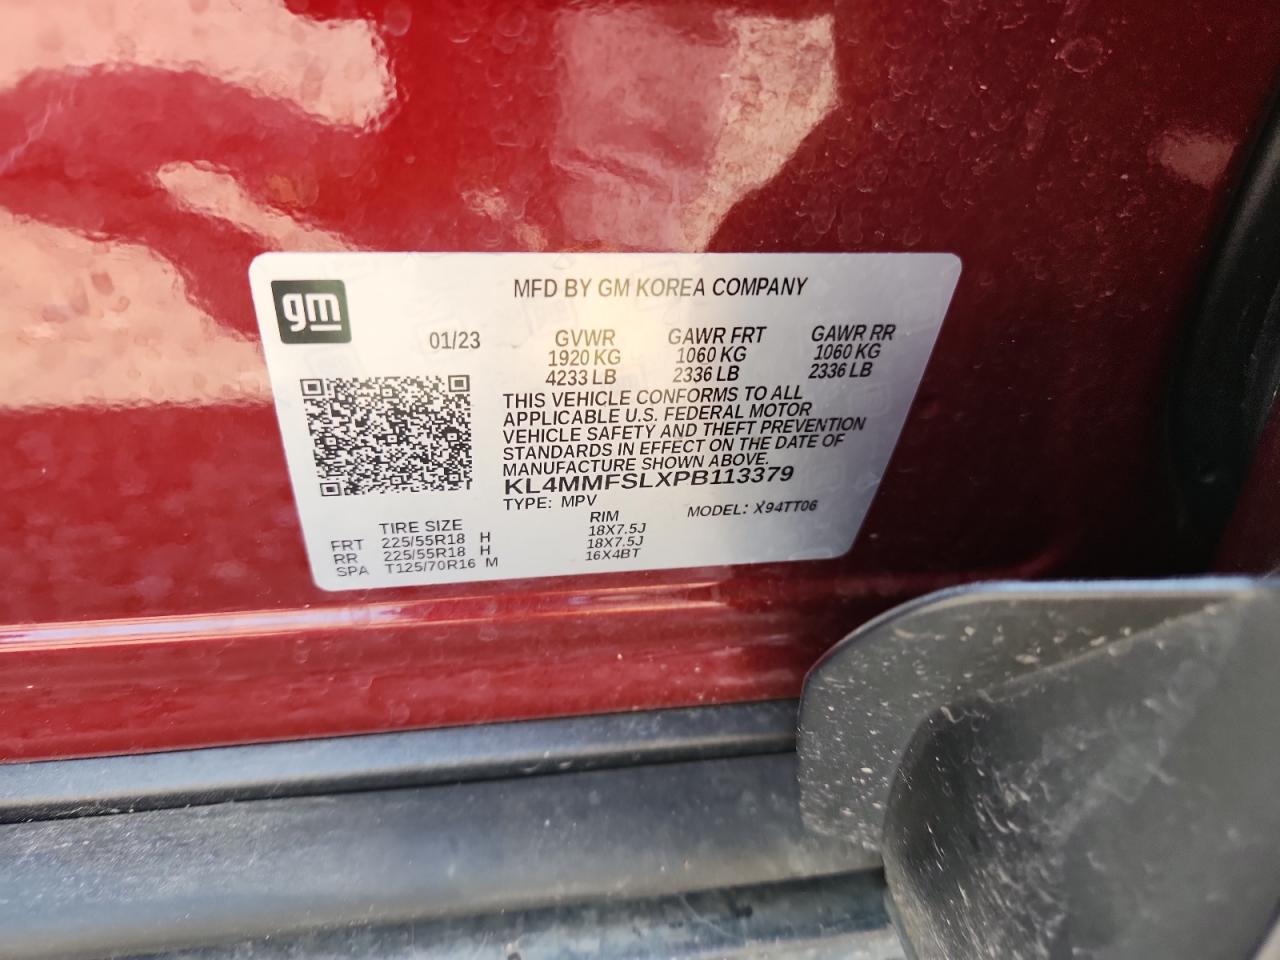 gm
MFD BY GM KOREA COMPANY
01/23 GVWR GAWR FRT GAWR RR
1920 KG 1060 KG 1060 KG
4233 LB 2336 LB 2336 LB
THIS VEHICLE CONFORMS TO ALL
APPLICABLE U.S. FEDERAL MOTOR
VEHICLE SAFETY AND THEFT PREVENTION
STANDARDS IN EFFECT ON THE DATE OF
MANUFACTURE SHOWN ABOVE.
KL4MMFSLXPB113379
TYPE: MPV MODEL: X94TT06
TIRE SIZE RIM
FRT 225/55R18 H 18X7.5J
RR 225/55R18 H 18X7.5J
SPA T125/70R16 M 16X4BT